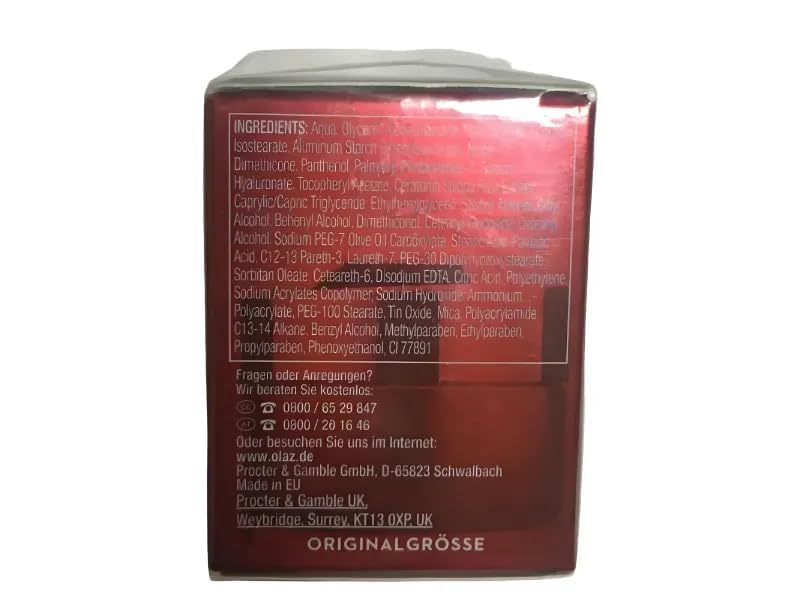 INGREDIENTS: Aqua, Glycerin,
Isostearate, Aluminum Starch
Dimethicone, Panthenol,
Hyaluronate, Tocopheryl Acetate,
Caprylic/Capric Triglyceride,
Alcohol, Behenyl Alcohol, Dimethiconol,
Alcohol, Sodium PEG-7 Olive Oil Carboxylate,
Acid, C12-13 Pareth-3, Laureth-7, PEG-30
Sorbitan Oleate, Ceteareth-6, Disodium EDTA, Citric Acid, Polyethylene,
Sodium Acrylates Copolymer, Sodium Hydroxide, Ammonium
Polyacrylate, PEG-100 Stearate, Tin Oxide, Mica, Polyacrylamide
C13-14 Alkane, Benzyl Alcohol, Methylparaben, Ethylparaben,
Propylparaben, Phenoxyethanol, CI 77891
Fragen oder Anregungen?
Wir beraten Sie kostenlos:
☎ 0800 / 65 29 847
AT ☎ 0800 / 20 16 46
Oder besuchen Sie uns im Internet:
www.olaz.de
Procter & Gamble GmbH, D-65823 Schwalbach
Made in EU
Procter & Gamble UK,
Weybridge, Surrey, KT13 0XP, UK
ORIGINALGRÖSSE